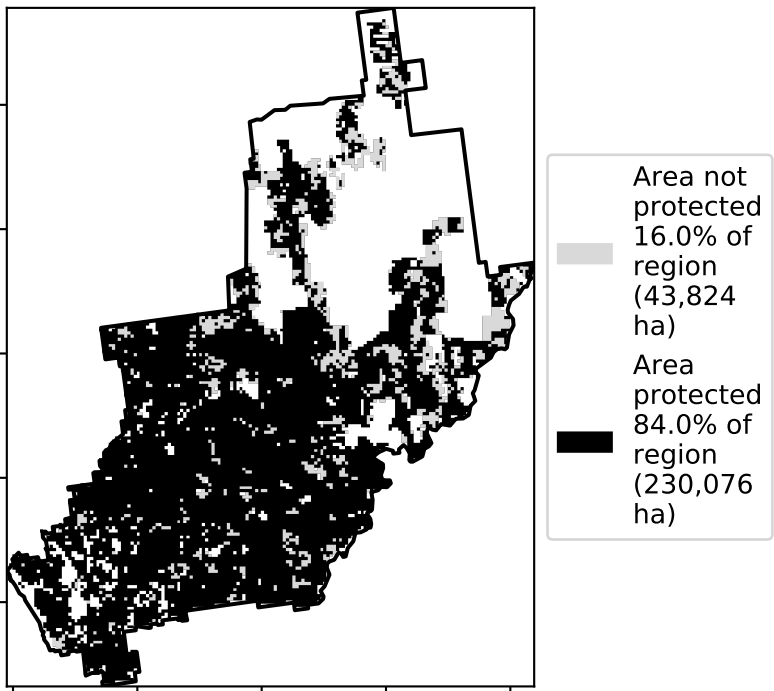 Area not
protected
16.0% of
region
(43,824
ha)
Area
protected
84.0% of
region
(230,076
ha)